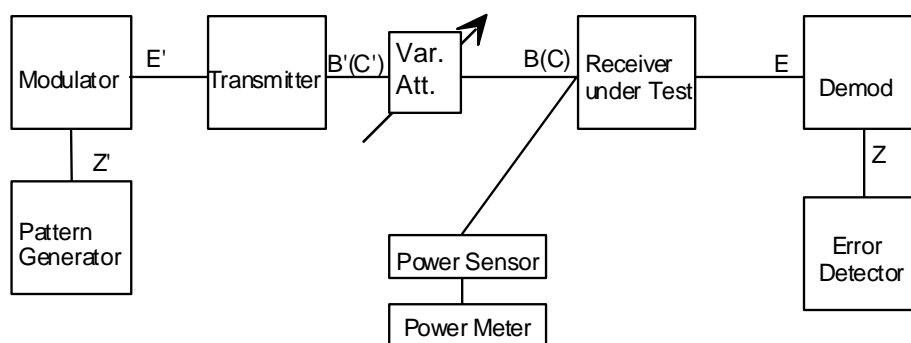 E'
B'(C')
Var.
Att.
B(C)
Receiver
under Test
E
Modulator
Transmitter
Demod
Z'
Z
Pattern
Generator
Power Sensor
Error
Detector
Power Meter